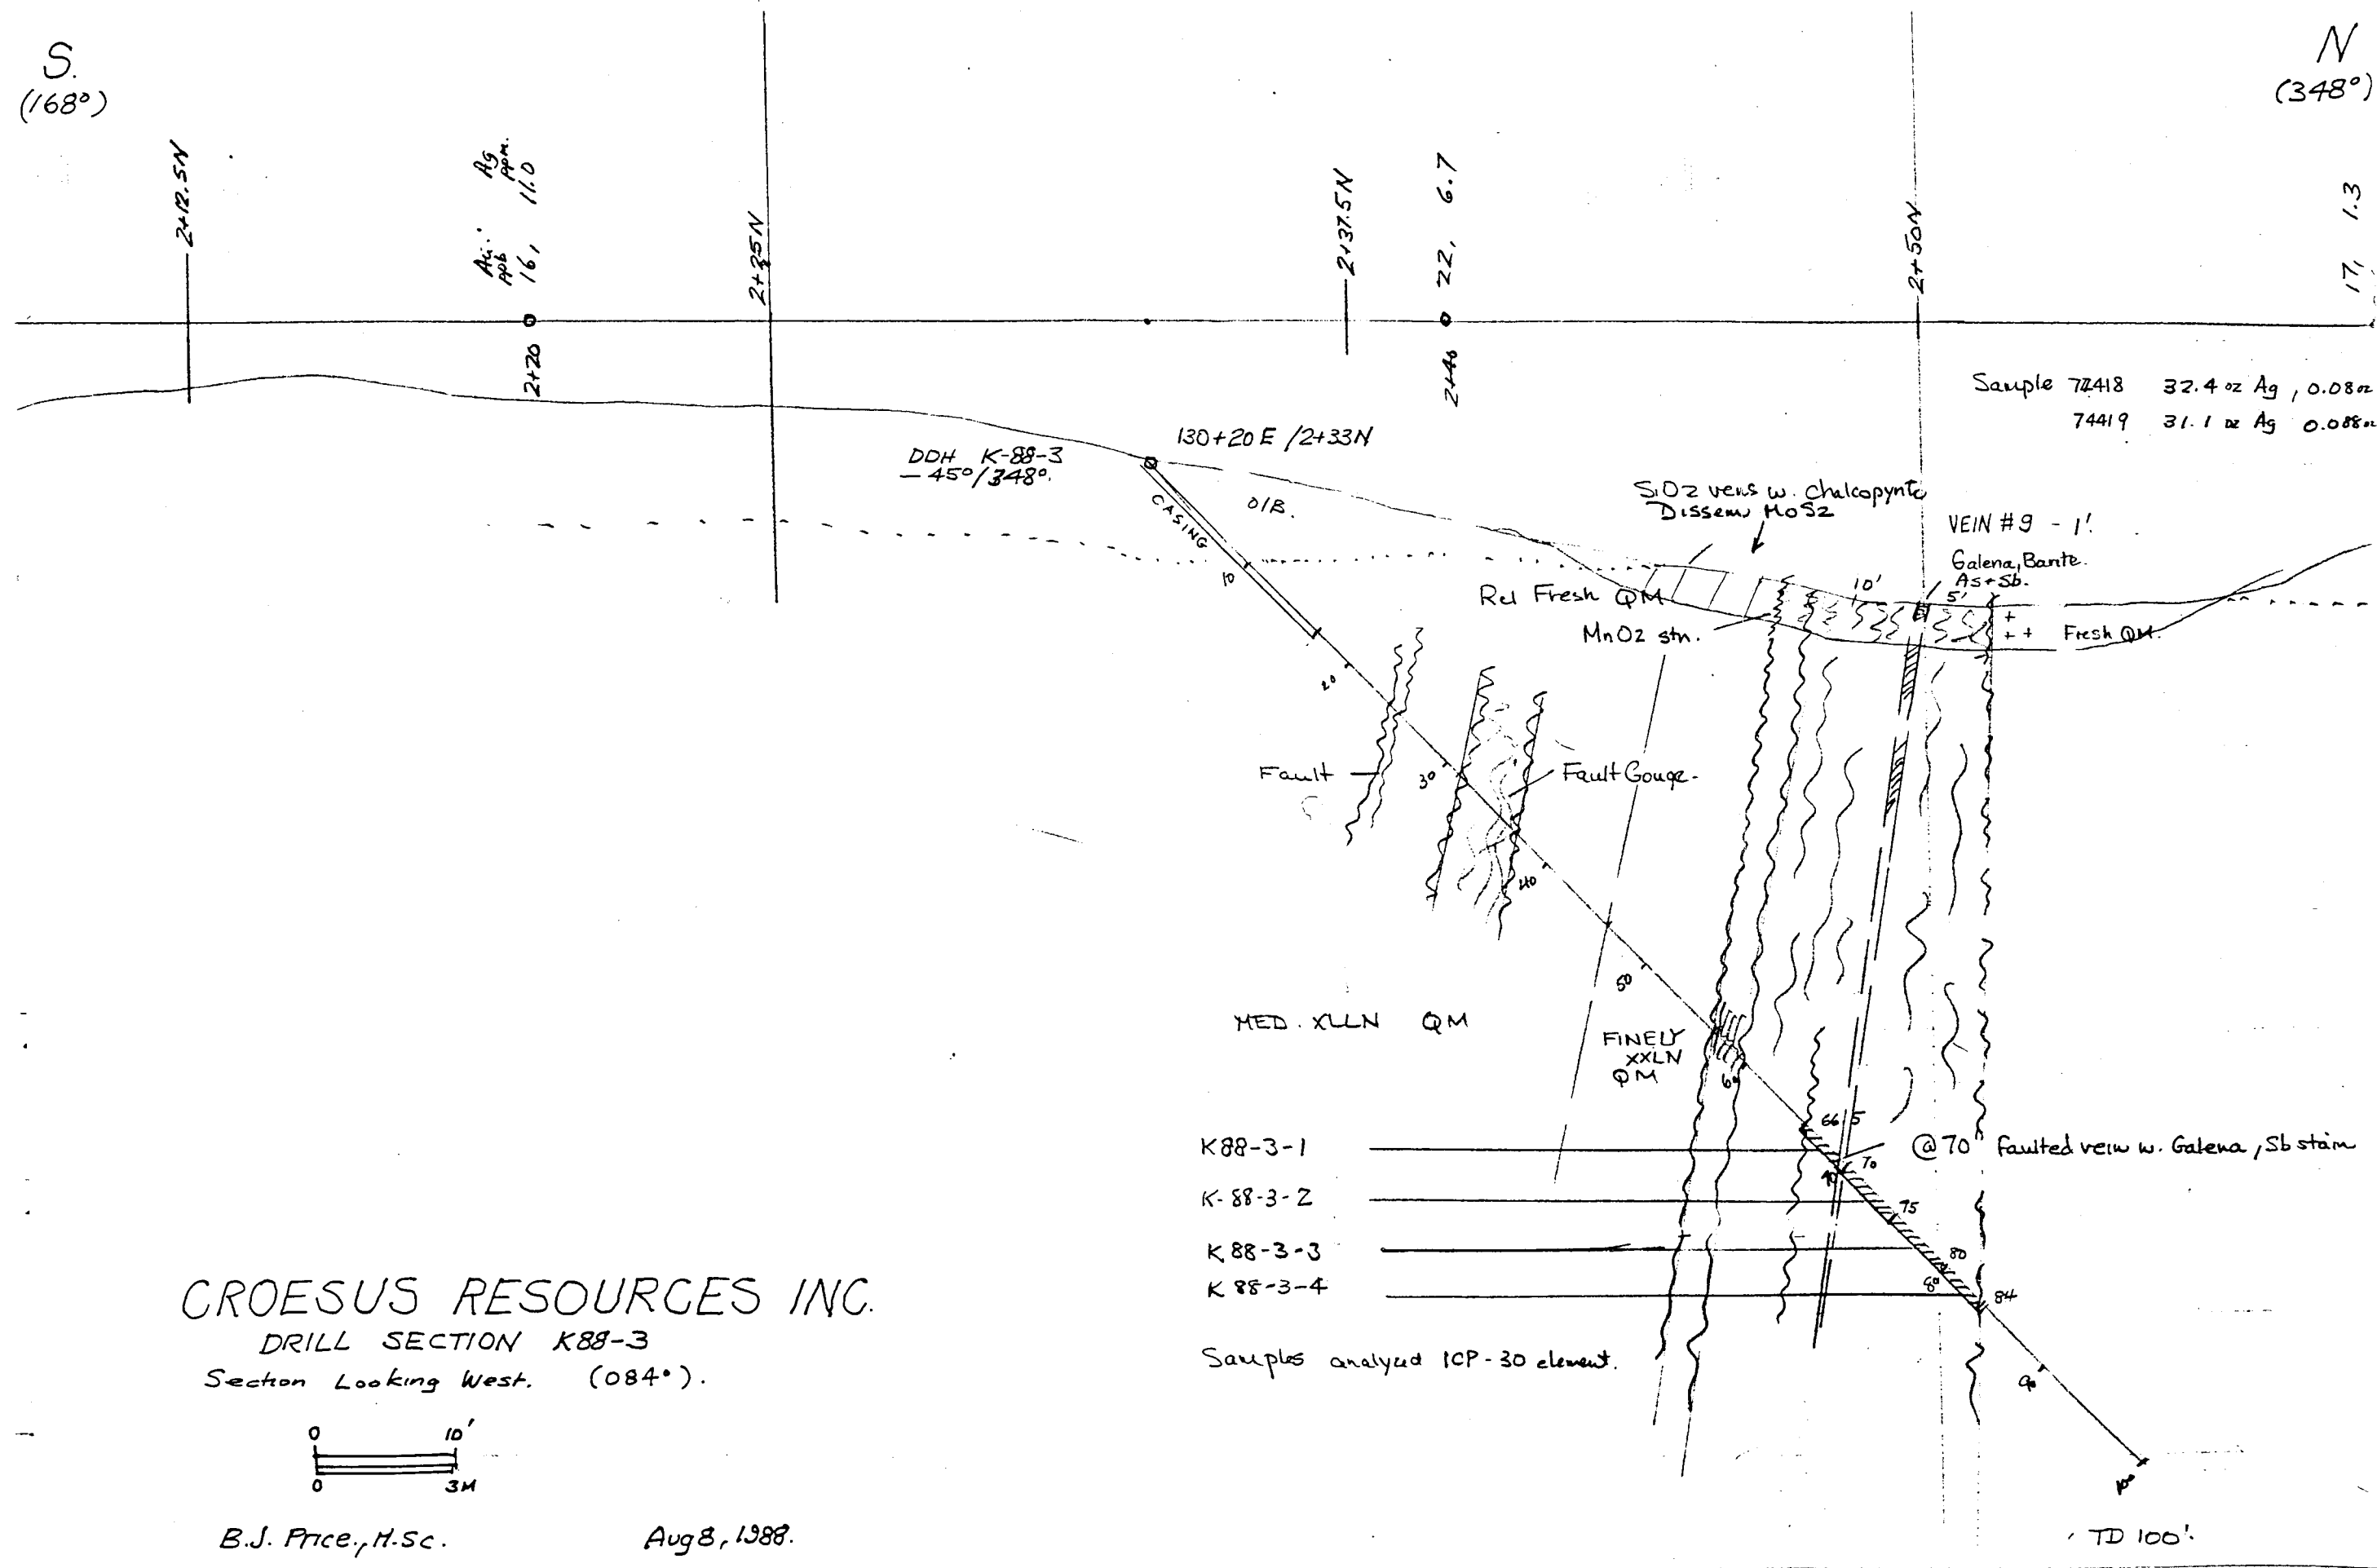 S.
(168°)
N
(348°)
2+12.5N
Au. Ag
ppb ppm.
16, 11.0
2+20
2+25N
2+37.5N
22, 6.7
2+40
2+50N
17, 1.3
Sample 74418 32.4 oz Ag, 0.08oz
74419 31.1 oz Ag 0.088oz
130+20E /2+33N
DDH K-88-3
-45°/348°.
CASING
O/B.
SiO2 veins w. Chalcopyrite
Dissem, MoS2
VEIN #9 - 1'.
Galena, Barite.
As+Sb.
10'
5'
Rel Fresh QM
MnO2 stn.
+
+ +
Fresh QM.
10
20
Fault
30
Fault Gouge.
40
50
MED. XLLN QM
FINELY
XXLN
QM
60
66.5
K88-3-1
@70' Faulted vein w. Galena, Sb stain
70
70
K-88-3-2
75
K 88-3-3
80
80
K 88-3-4
84
Samples analyzed ICP-30 element.
90
100
TD 100'.
CROESUS RESOURCES INC.
DRILL SECTION K88-3
Section Looking West. (084°).
0 10'
0 3M
B.J. Price., M.Sc. Aug 8, 1988.